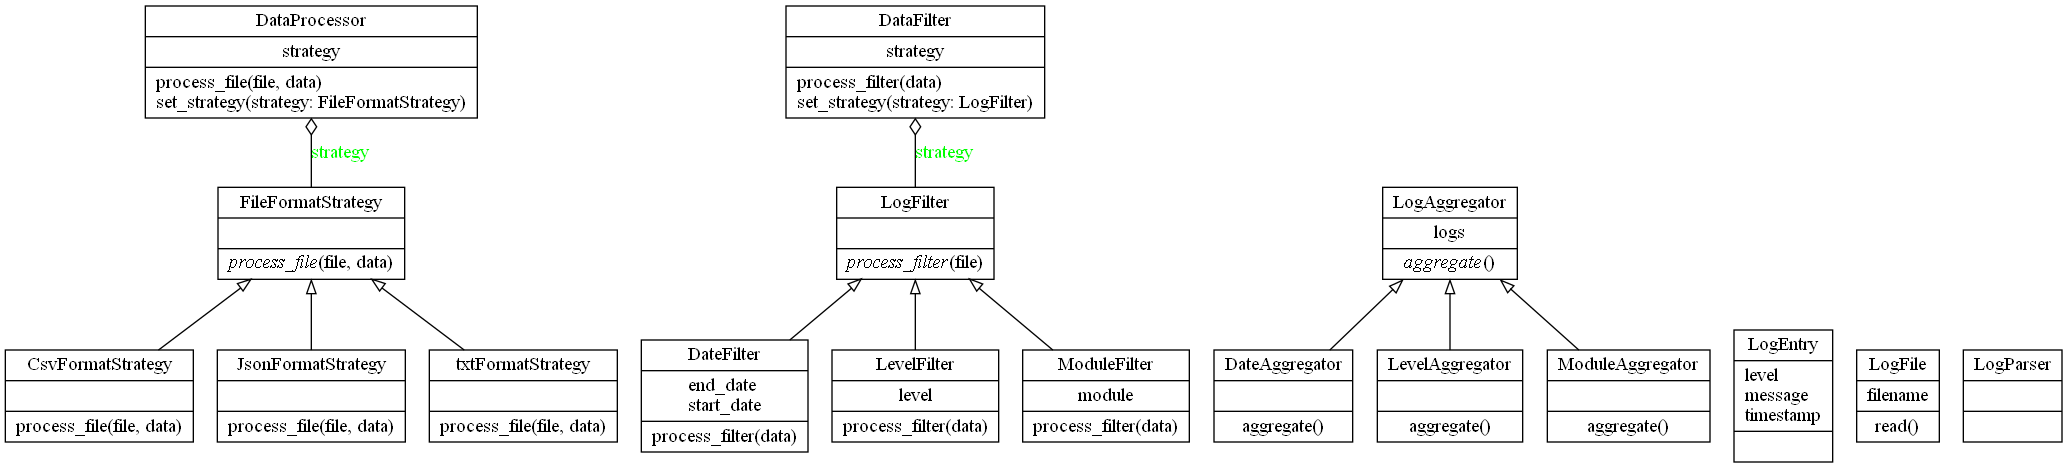 DataProcessor
strategy
process_file(file, data)
set_strategy(strategy: FileFormatStrategy)
strategy
FileFormatStrategy
process_file(file, data)
CsvFormatStrategy
process_file(file, data)
JsonFormatStrategy
process_file(file, data)
txtFormatStrategy
process_file(file, data)
DataFilter
strategy
process_filter(data)
set_strategy(strategy: LogFilter)
strategy
LogFilter
process_filter(file)
DateFilter
end_date
start_date
process_filter(data)
LevelFilter
level
process_filter(data)
ModuleFilter
module
process_filter(data)
LogAggregator
logs
aggregate()
DateAggregator
aggregate()
LevelAggregator
aggregate()
ModuleAggregator
aggregate()
LogEntry
level
message
timestamp
LogFile
filename
read()
LogParser